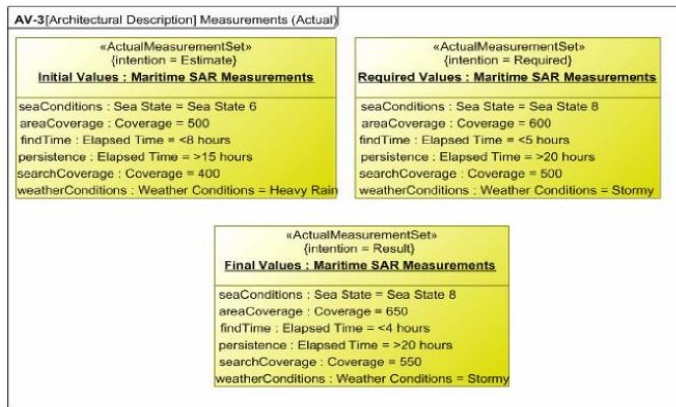 AV-3[Architectural Description] Measurements (Actual)
«ActualMeasurementSet»
{intention = Estimate}
Initial Values : Maritime SAR Measurements
seaConditions : Sea State = Sea State 6
areaCoverage : Coverage = 500
findTime : Elapsed Time = <8 hours
persistence : Elapsed Time = >15 hours
searchCoverage : Coverage = 400
weatherConditions : Weather Conditions = Heavy Rain
«ActualMeasurementSet»
{intention = Required}
Required Values : Maritime SAR Measurements
seaConditions : Sea State = Sea State 8
areaCoverage : Coverage = 600
findTime : Elapsed Time = <5 hours
persistence : Elapsed Time = >20 hours
searchCoverage : Coverage = 500
weatherConditions : Weather Conditions = Stormy
«ActualMeasurementSet»
{intention = Result}
Final Values : Maritime SAR Measurements
seaConditions : Sea State = Sea State 8
areaCoverage : Coverage = 650
findTime : Elapsed Time = <4 hours
persistence : Elapsed Time = >20 hours
searchCoverage : Coverage = 550
weatherConditions : Weather Conditions = Stormy